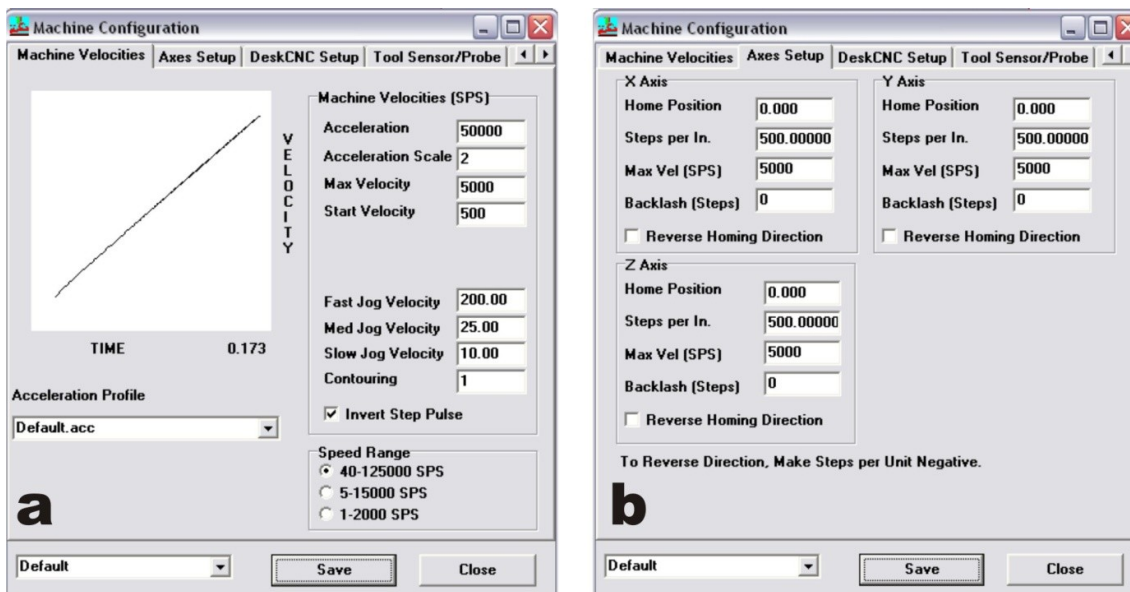 Machine Configuration
Machine Velocities Axes Setup DeskCNC Setup Tool Sensor/Probe
VELOCITY
TIME 0.173
Acceleration Profile
Default.acc
Machine Velocities (SPS)
Acceleration 50000
Acceleration Scale 2
Max Velocity 5000
Start Velocity 500
Fast Jog Velocity 200.00
Med Jog Velocity 25.00
Slow Jog Velocity 10.00
Contouring 1
Invert Step Pulse
Speed Range
40-125000 SPS
5-15000 SPS
1-2000 SPS
a
Default Save Close
Machine Configuration
Machine Velocities Axes Setup DeskCNC Setup Tool Sensor/Probe
X Axis
Home Position 0.000
Steps per In. 500.00000
Max Vel (SPS) 5000
Backlash (Steps) 0
Reverse Homing Direction
Y Axis
Home Position 0.000
Steps per In. 500.00000
Max Vel (SPS) 5000
Backlash (Steps) 0
Reverse Homing Direction
Z Axis
Home Position 0.000
Steps per In. 500.00000
Max Vel (SPS) 5000
Backlash (Steps) 0
Reverse Homing Direction
To Reverse Direction, Make Steps per Unit Negative.
b
Default Save Close